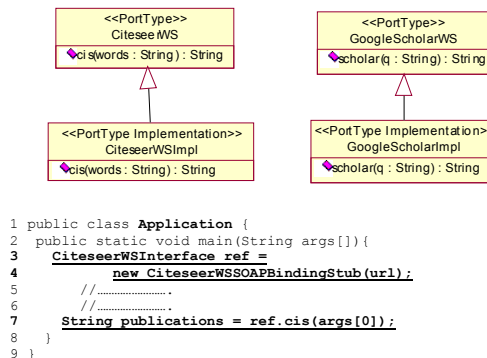 <<PortType>>
CiteseerWS
cis(words : String) : String
<<PortType>>
GoogleScholarWS
scholar(q : String) : String
<<PortType Implementation>>
CiteseerWSImpl
cis(words : String) : String
<<PortType Implementation>
GoogleScholarImpl
scholar(q : String) : String
1 public class Application {
2 public static void main(String args[]){
3 CiteseerWSInterface ref =
4 new CiteseerWSSOAPBindingStub(url);
5 //…………………….
6 //…………………….
7 String publications = ref.cis(args[0]);
8 }
9 }